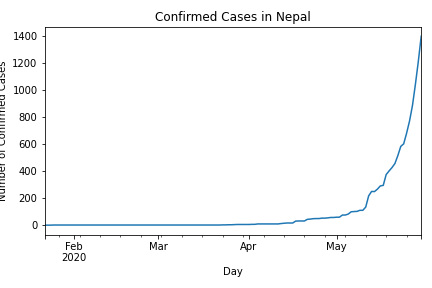 Confirmed Cases in Nepal
Number of Confirmed Cases
1400
1200
1000
800
600
400
200
0
Feb
2020
Mar
Apr
May
Day